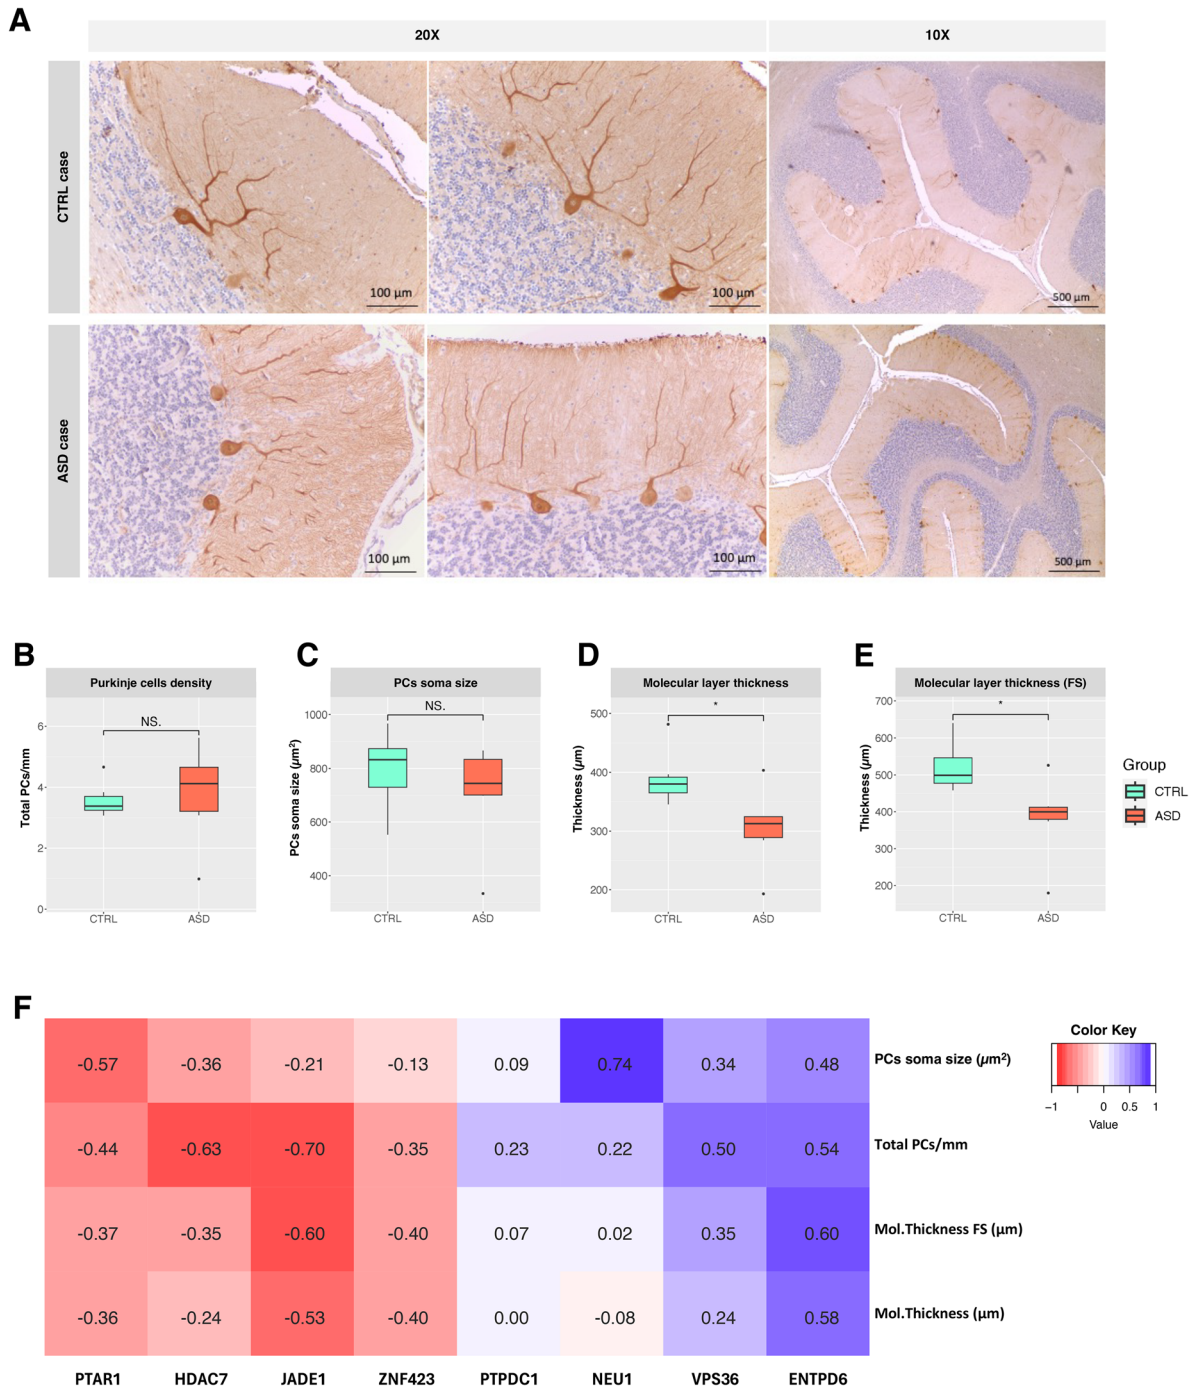 A
20X 10X
CTRL case
100 µm 100 µm 500 µm
ASD case
100 µm 100 µm 500 µm
B C D E
Purkinje cells density
Total PCs/mm
6
4
2
0
NS.
CTRL ASD
PCs soma size
PCs soma size (µm²)
1000
800
600
400
NS.
CTRL ASD
Molecular layer thickness
Thickness (µm)
500
400
300
200
*
CTRL ASD
Molecular layer thickness (FS)
Thickness (µm)
700
600
500
400
300
200
*
CTRL ASD
Group
CTRL
ASD
F
-0.57 -0.36 -0.21 -0.13 0.09 0.74 0.34 0.48 PCs soma size (µm²)
-0.44 -0.63 -0.70 -0.35 0.23 0.22 0.50 0.54 Total PCs/mm
-0.37 -0.35 -0.60 -0.40 0.07 0.02 0.35 0.60 Mol.Thickness FS (µm)
-0.36 -0.24 -0.53 -0.40 0.00 -0.08 0.24 0.58 Mol.Thickness (µm)
PTAR1 HDAC7 JADE1 ZNF423 PTPDC1 NEU1 VPS36 ENTPD6
Color Key
−1 0 0.5 1
Value